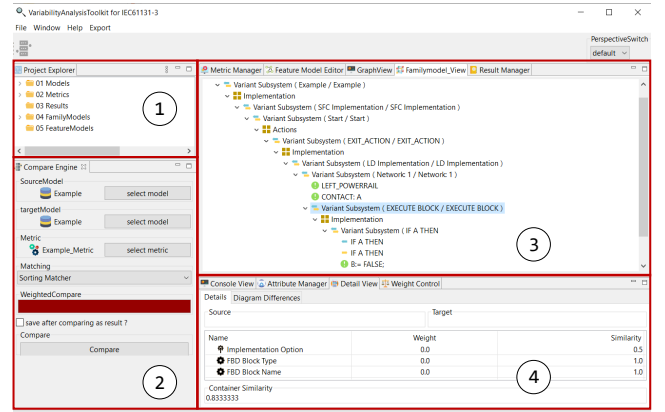 VariabilityAnalysisToolkit for IEC61131-3
File Window Help Export
PerspectiveSwitch
default
Project Explorer
01 Models
02 Metrics
03 Results
04 FamilyModels
05 FeatureModels
1
Compare Engine
SourceModel
Example select model
targetModel
Example select model
Metric
Example_Metric select metric
Matching
Sorting Matcher
WeightedCompare
save after comparing as result ?
Compare
Compare
2
Metric Manager Feature Model Editor GraphView Familymodel_View Result Manager
Variant Subsystem ( Example / Example )
Implementation
Variant Subsystem ( SFC Implementation / SFC Implementation )
Variant Subsystem ( Start / Start )
Actions
Variant Subsystem ( EXIT_ACTION / EXIT_ACTION )
Implementation
Variant Subsystem ( LD Implementation / LD Implementation )
Variant Subsystem ( Network: 1 / Network: 1 )
LEFT_POWERRAIL
CONTACT: A
Variant Subsystem ( EXECUTE BLOCK / EXECUTE BLOCK )
Implementation
Variant Subsystem ( IF A THEN
IF A THEN
IF A THEN
B:= FALSE;
3
Console View Attribute Manager Detail View Weight Control
Details Diagram Differences
Source Target
Name Weight Similarity
Implementation Option 0.0 0.5
FBD Block Type 0.0 1.0
FBD Block Name 0.0 1.0
Container Similarity
0.8333333
4